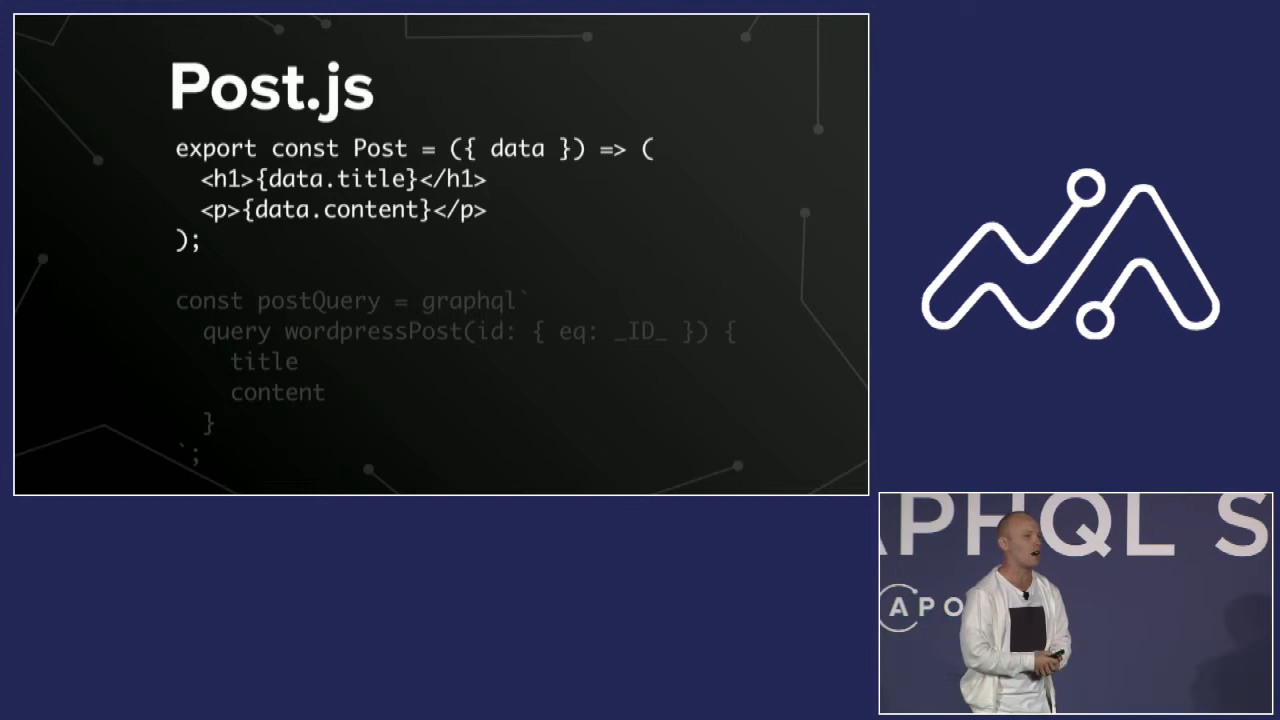 Post.js
export const Post = ({ data }) => (
  <h1>{data.title}</h1>
  <p>{data.content}</p>
);
const postQuery = graphql`
  query wordpressPost(id: { eq: _ID_ }) {
    title
    content
  }
`;
APHQL S
APO